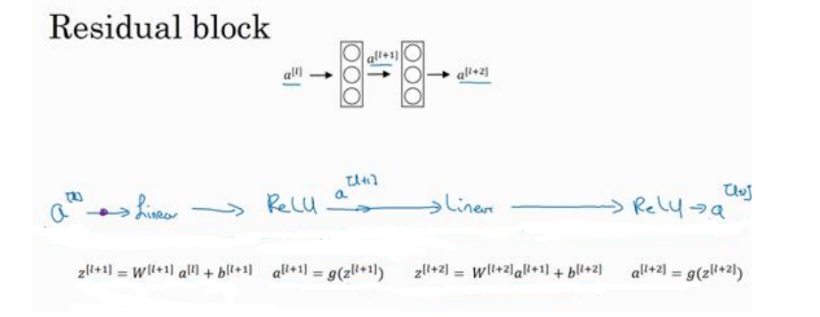 Residual block
a^[l] → a^[l+1] → a^[l+2]
a^[l] → Linear → ReLU a^[l+1] → Linear → ReLU → a^[l+2]
z^[l+1] = W^[l+1] a^[l] + b^[l+1] a^[l+1] = g(z^[l+1]) z^[l+2] = W^[l+2] a^[l+1] + b^[l+2] a^[l+2] = g(z^[l+2])